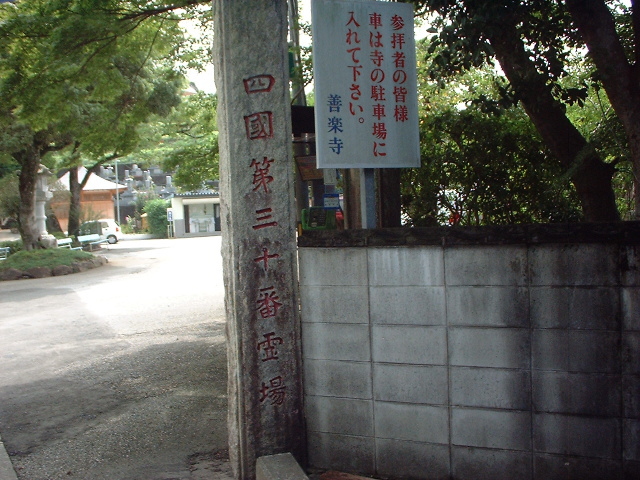 四國第三十番霊場
参拝者の皆様
車は寺の駐車場に
入れて下さい。
善楽寺